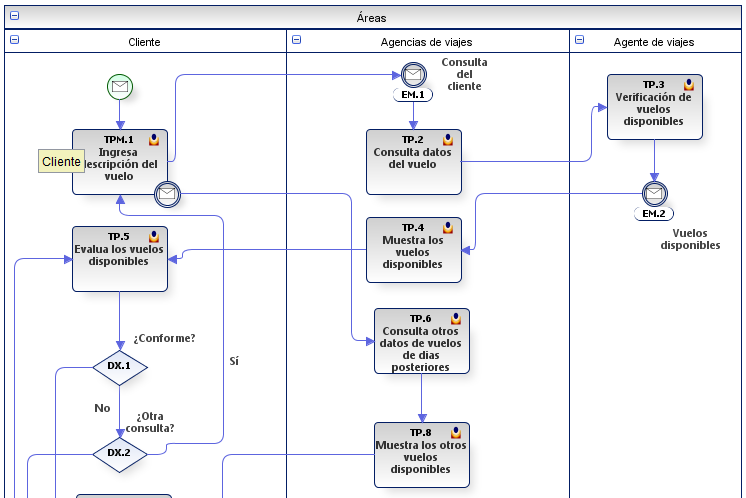 Áreas
Cliente
Agencias de viajes
Agente de viajes
Consulta
del
cliente
EM.1
TP.3
Verificación de
vuelos
disponibles
TPM.1
Ingresa
descripción del
vuelo
Cliente
TP.2
Consulta datos
del vuelo
EM.2
Vuelos
disponibles
TP.4
Muestra los
vuelos
disponibles
TP.5
Evalua los vuelos
disponibles
TP.6
Consulta otros
datos de vuelos
de dias
posteriores
¿Conforme?
DX.1
Sí
No
¿Otra
consulta?
DX.2
TP.8
Muestra los otros
vuelos
disponibles